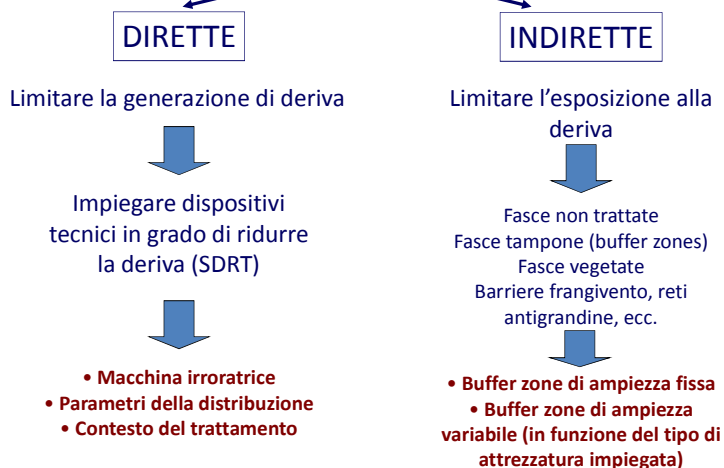 DIRETTE
Limitare la generazione di deriva
Impiegare dispositivi
tecnici in grado di ridurre
la deriva (SDRT)
• Macchina irroratrice
• Parametri della distribuzione
• Contesto del trattamento
INDIRETTE
Limitare l'esposizione alla
deriva
Fasce non trattate
Fasce tampone (buffer zones)
Fasce vegetate
Barriere frangivento, reti
antigrandine, ecc.
• Buffer zone di ampiezza fissa
• Buffer zone di ampiezza
variabile (in funzione del tipo di
attrezzatura impiegata)